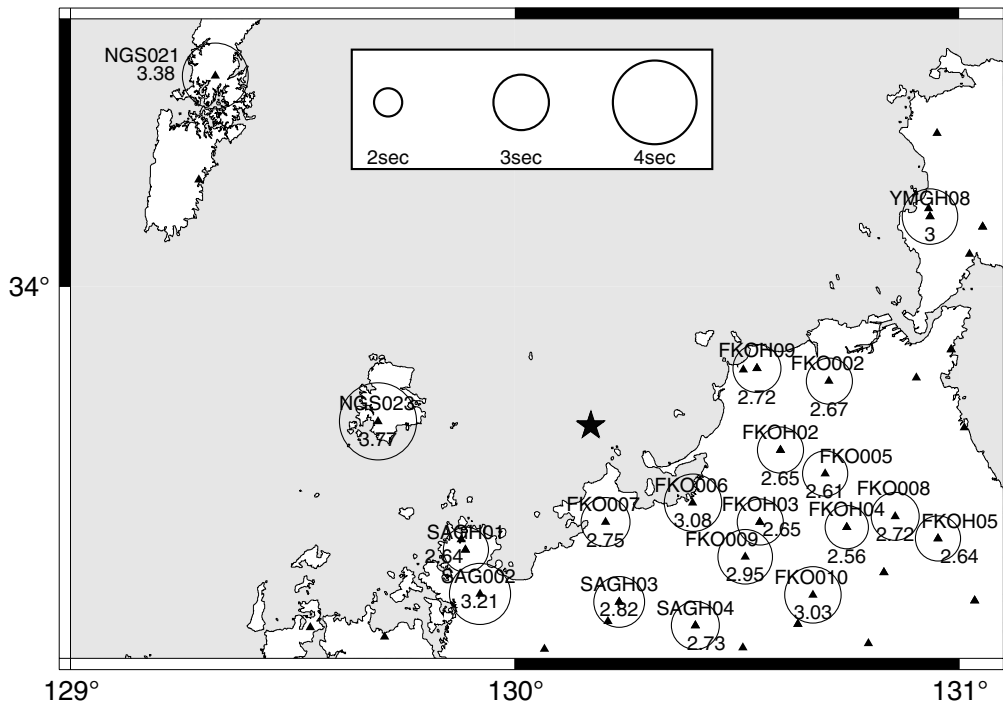 NGS021
3.38
2sec
3sec
4sec
YMGH08
3
34°
FKOH09
2.72
FKO002
2.67
NGS023
3.77
FKOH02
2.65
FKO005
2.61
FKO006
3.08
FKO007
2.75
FKOH03
2.65
FKO008
2.72
FKOH04
2.56
FKOH05
2.64
FKO009
2.95
SAGH01
2.64
SAG002
3.21
SAGH03
2.82
FKO010
3.03
SAGH04
2.73
129°
130°
131°